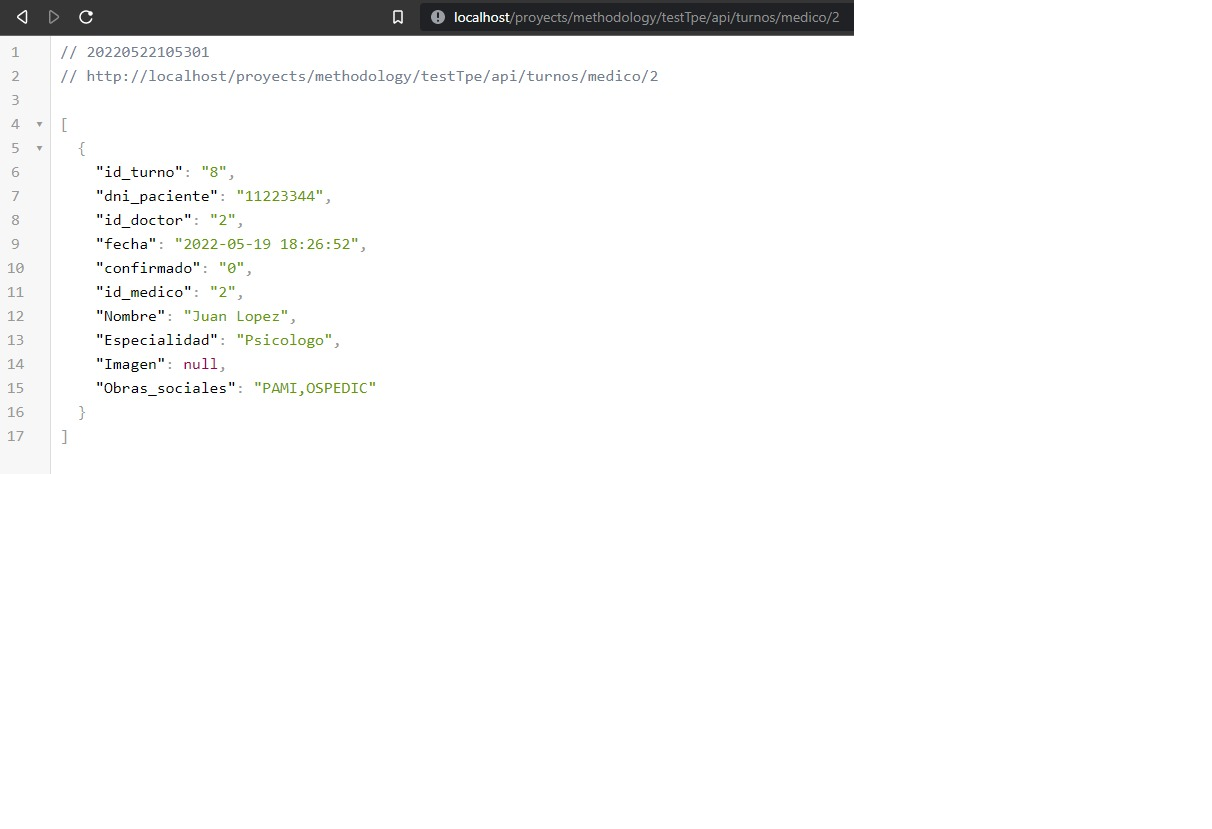 localhost/proyects/methodology/testTpe/api/turnos/medico/2
1 // 20220522105301
2 // http://localhost/proyects/methodology/testTpe/api/turnos/medico/2
3
4 [
5 {
6 "id_turno": "8",
7 "dni_paciente": "11223344",
8 "id_doctor": "2",
9 "fecha": "2022-05-19 18:26:52",
10 "confirmado": "0",
11 "id_medico": "2",
12 "Nombre": "Juan Lopez",
13 "Especialidad": "Psicologo",
14 "Imagen": null,
15 "Obras_sociales": "PAMI,OSPEDIC"
16 }
17 ]